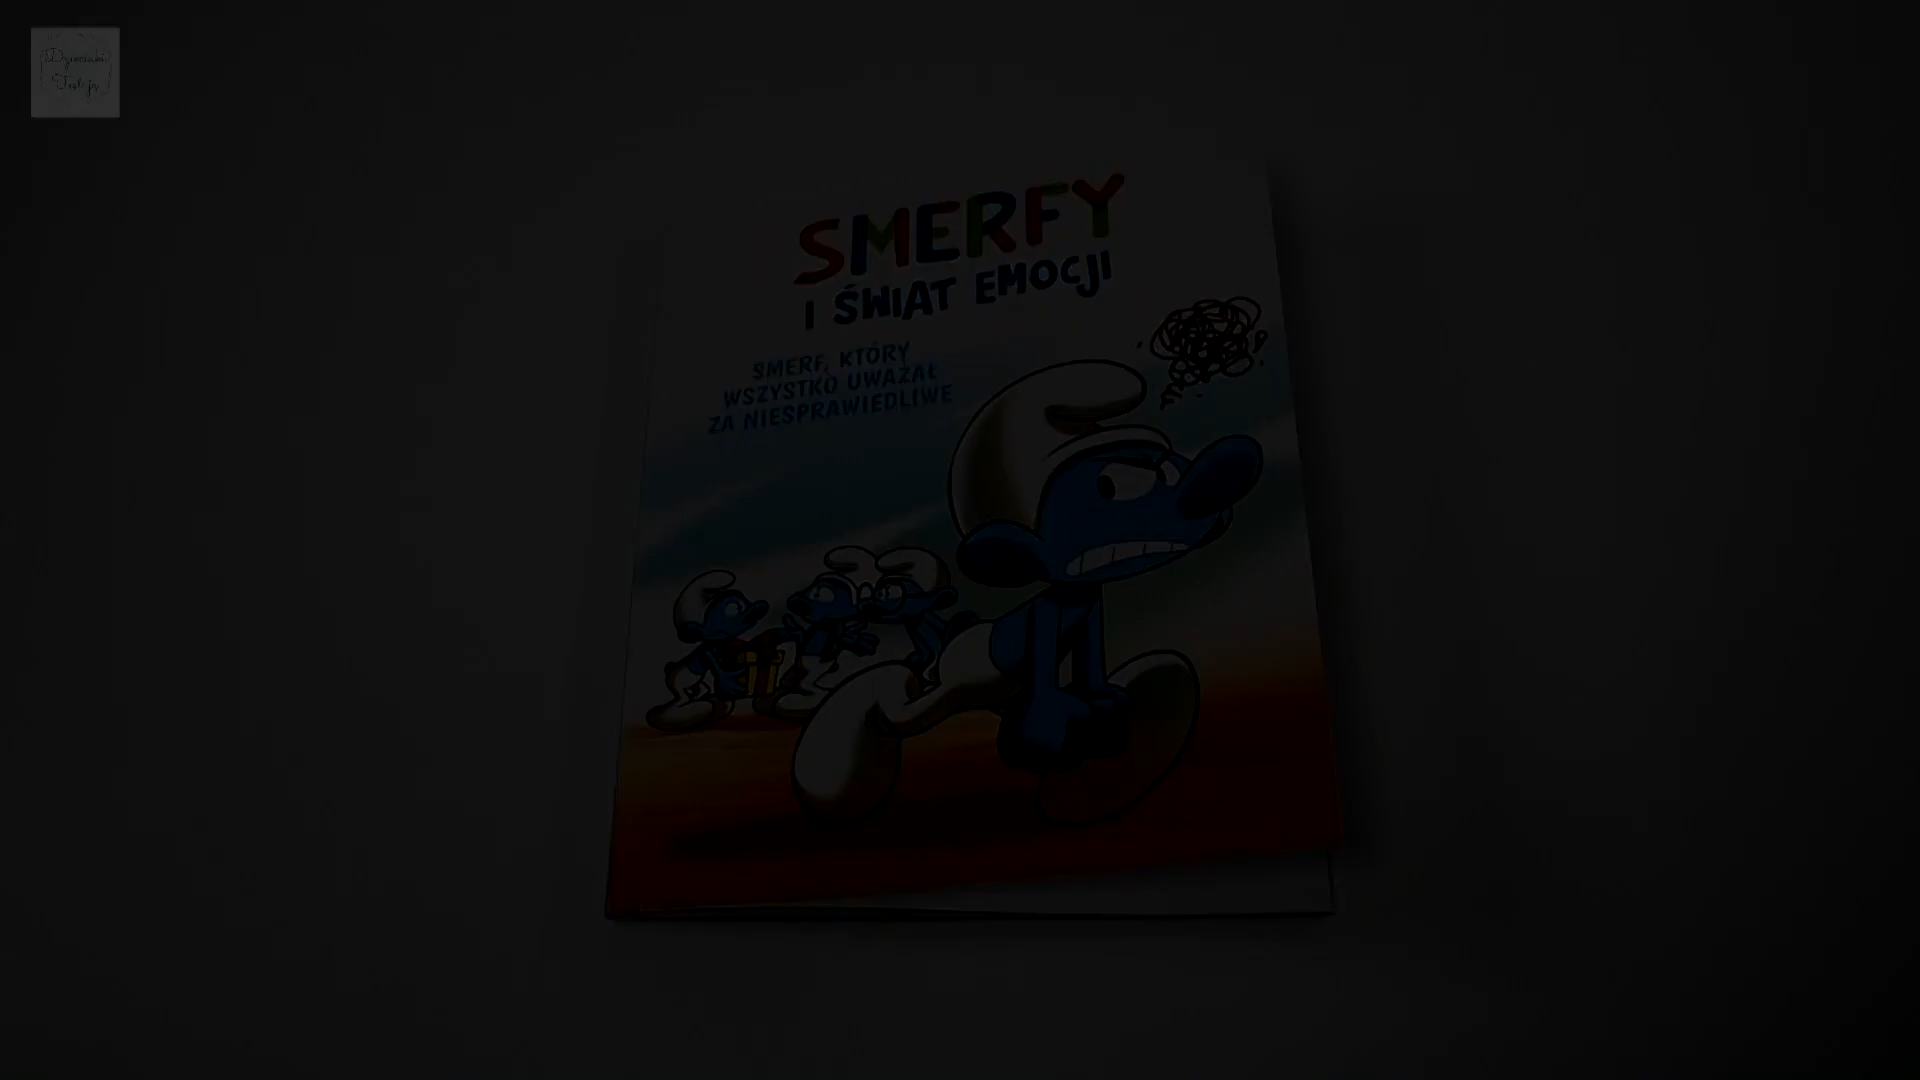 SMERFY
I ŚWIAT EMOCJI
SMERF, KTÓRY
WSZYSTKO UWAŻAŁ
ZA NIESPRAWIEDLIWE